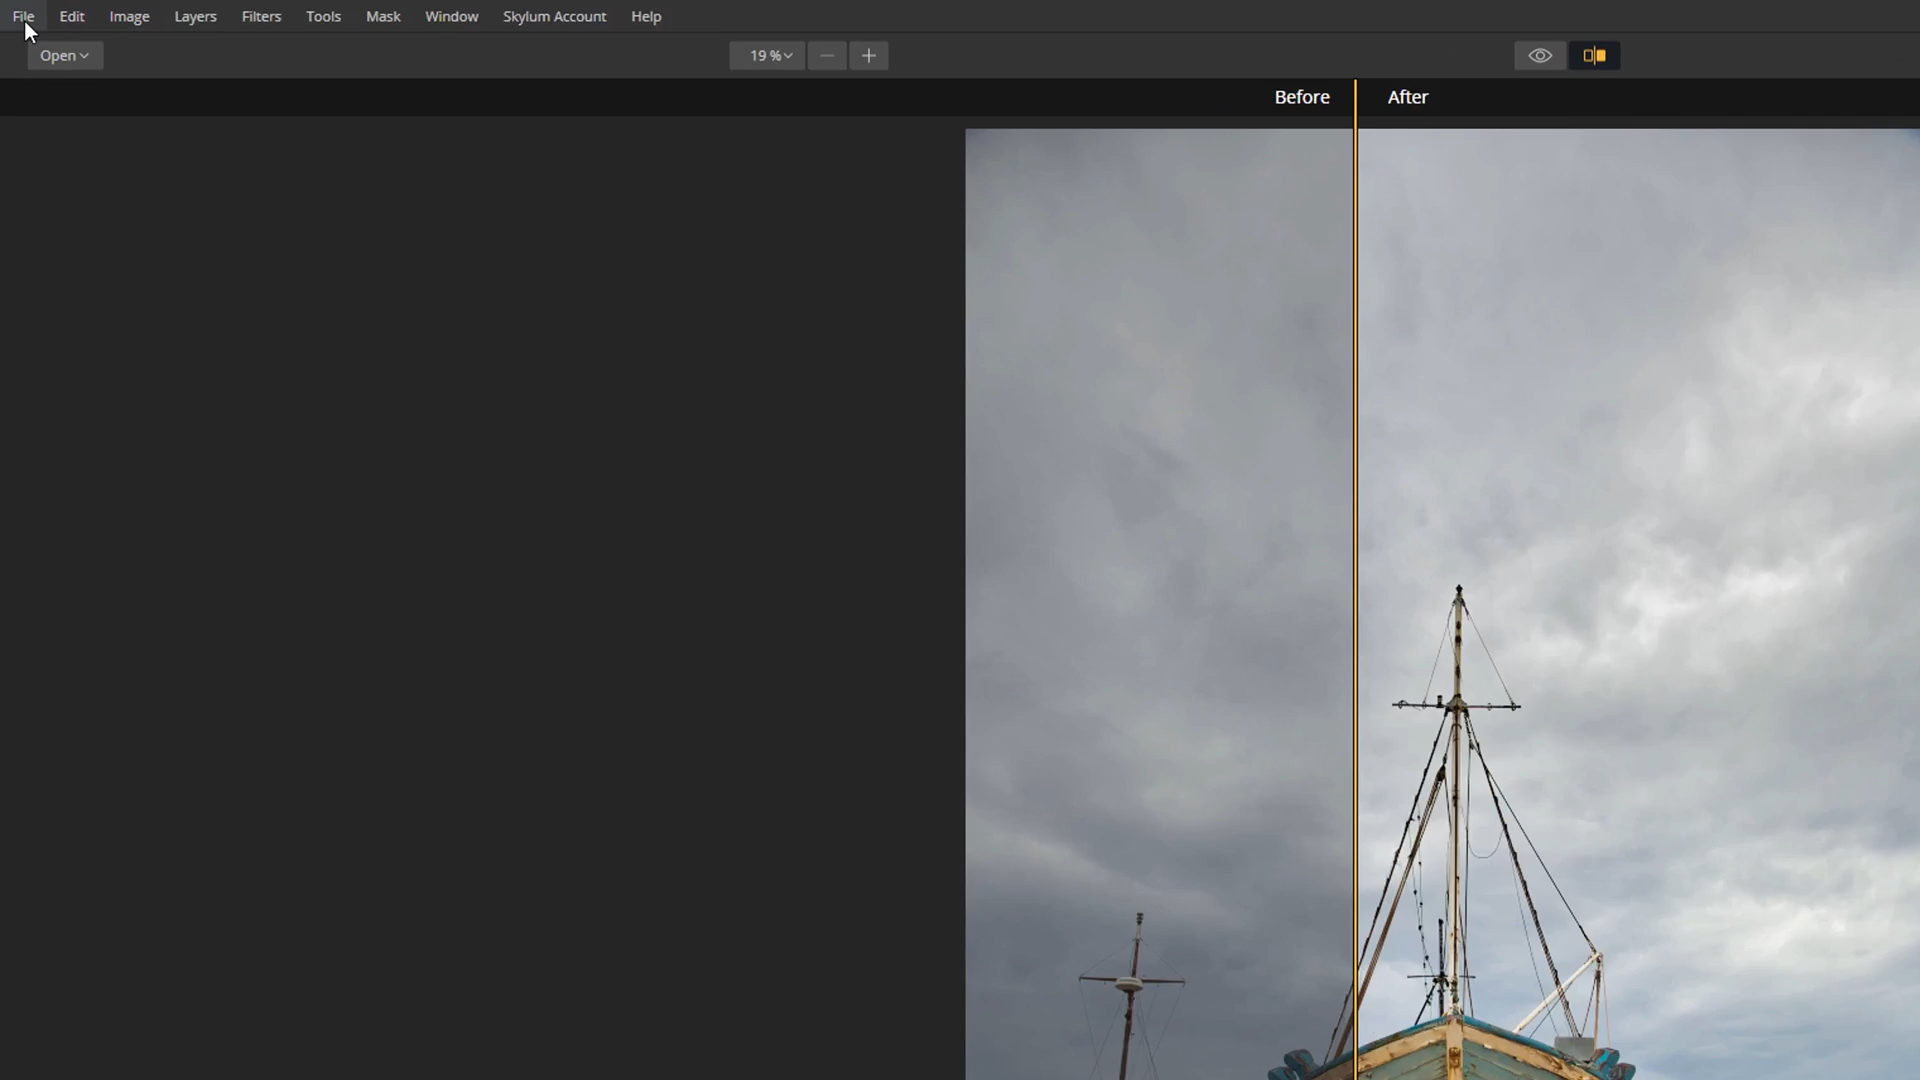 File Edit Image Layers Filters Tools Mask Window Skylum Account Help
Open 19 %
Before After